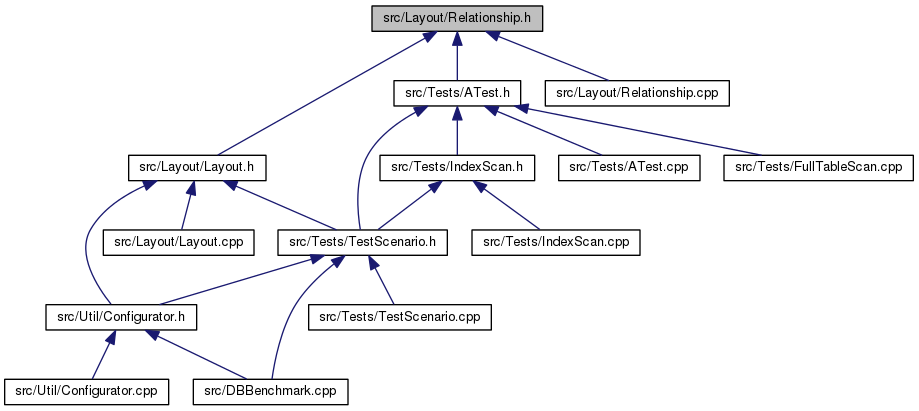 src/Layout/Relationship.h
src/Tests/ATest.h
src/Layout/Relationship.cpp
src/Layout/Layout.h
src/Tests/IndexScan.h
src/Tests/ATest.cpp
src/Tests/FullTableScan.cpp
src/Layout/Layout.cpp
src/Tests/TestScenario.h
src/Tests/IndexScan.cpp
src/Util/Configurator.h
src/Tests/TestScenario.cpp
src/Util/Configurator.cpp
src/DBBenchmark.cpp